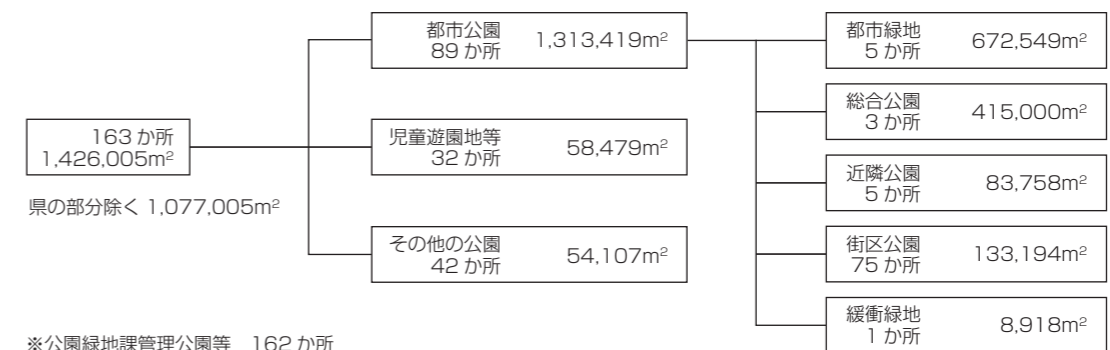 163 か所
1,426,005m²
県の部分除く 1,077,005m²
都市公園
89 か所 1,313,419m²
児童遊園地等
32 か所 58,479m²
その他の公園
42 か所 54,107m²
都市緑地
5 か所 672,549m²
総合公園
3 か所 415,000m²
近隣公園
5 か所 83,758m²
街区公園
75 か所 133,194m²
緩衝緑地
1 か所 8,918m²
※公園緑地課管理公園等 162 か所